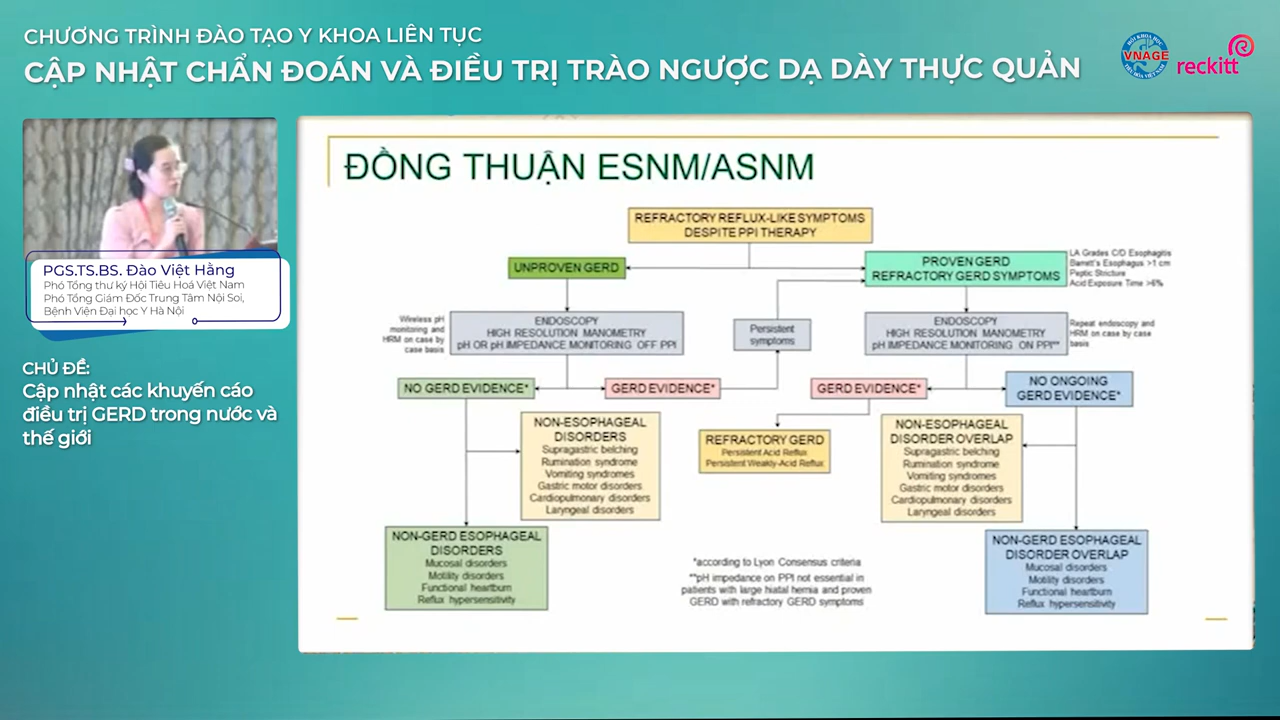 CHƯƠNG TRÌNH ĐÀO TẠO Y KHOA LIÊN TỤC
CẬP NHẬT CHẨN ĐOÁN VÀ ĐIỀU TRỊ TRÀO NGƯỢC DẠ DÀY THỰC QUẢN
HỘI KHOA HỌC
VNAGE
TIÊU HÓA VIỆT NAM
reckitt
PGS.TS.BS. Đào Việt Hằng
Phó Tổng thư ký Hội Tiêu Hoá Việt Nam
Phó Tổng Giám Đốc Trung Tâm Nội Soi,
Bệnh Viện Đại học Y Hà Nội
CHỦ ĐỀ:
Cập nhật các khuyến cáo
điều trị GERD trong nước và
thế giới
ĐỒNG THUẬN ESNM/ASNM
REFRACTORY REFLUX-LIKE SYMPTOMS
DESPITE PPI THERAPY
UNPROVEN GERD
PROVEN GERD
REFRACTORY GERD SYMPTOMS
LA Grades C/D Esophagitis
Barrett's Esophagus >1 cm
Peptic Stricture
Acid Exposure Time >6%
Wireless pH
monitoring and
HRM on case by
case basis
ENDOSCOPY
HIGH RESOLUTION MANOMETRY
pH OR pH IMPEDANCE MONITORING OFF PPI
Persistent
symptoms
ENDOSCOPY
HIGH RESOLUTION MANOMETRY
pH IMPEDANCE MONITORING ON PPI**
Repeat endoscopy and
HRM on case by case
basis
NO GERD EVIDENCE*
GERD EVIDENCE*
GERD EVIDENCE*
NO ONGOING
GERD EVIDENCE*
NON-ESOPHAGEAL
DISORDERS
Supragastric belching
Rumination syndrome
Vomiting syndromes
Gastric motor disorders
Cardiopulmonary disorders
Laryngeal disorders
REFRACTORY GERD
Persistent Acid Reflux
Persistent Weakly-Acid Reflux
NON-ESOPHAGEAL
DISORDER OVERLAP
Supragastric belching
Rumination syndrome
Vomiting syndromes
Gastric motor disorders
Cardiopulmonary disorders
Laryngeal disorders
NON-GERD ESOPHAGEAL
DISORDERS
Mucosal disorders
Motility disorders
Functional heartburn
Reflux hypersensitivity
*according to Lyon Consensus criteria
**pH impedance on PPI not essential in
patients with large hiatal hernia and proven
GERD with refractory GERD symptoms
NON-GERD ESOPHAGEAL
DISORDER OVERLAP
Mucosal disorders
Motility disorders
Functional heartburn
Reflux hypersensitivity